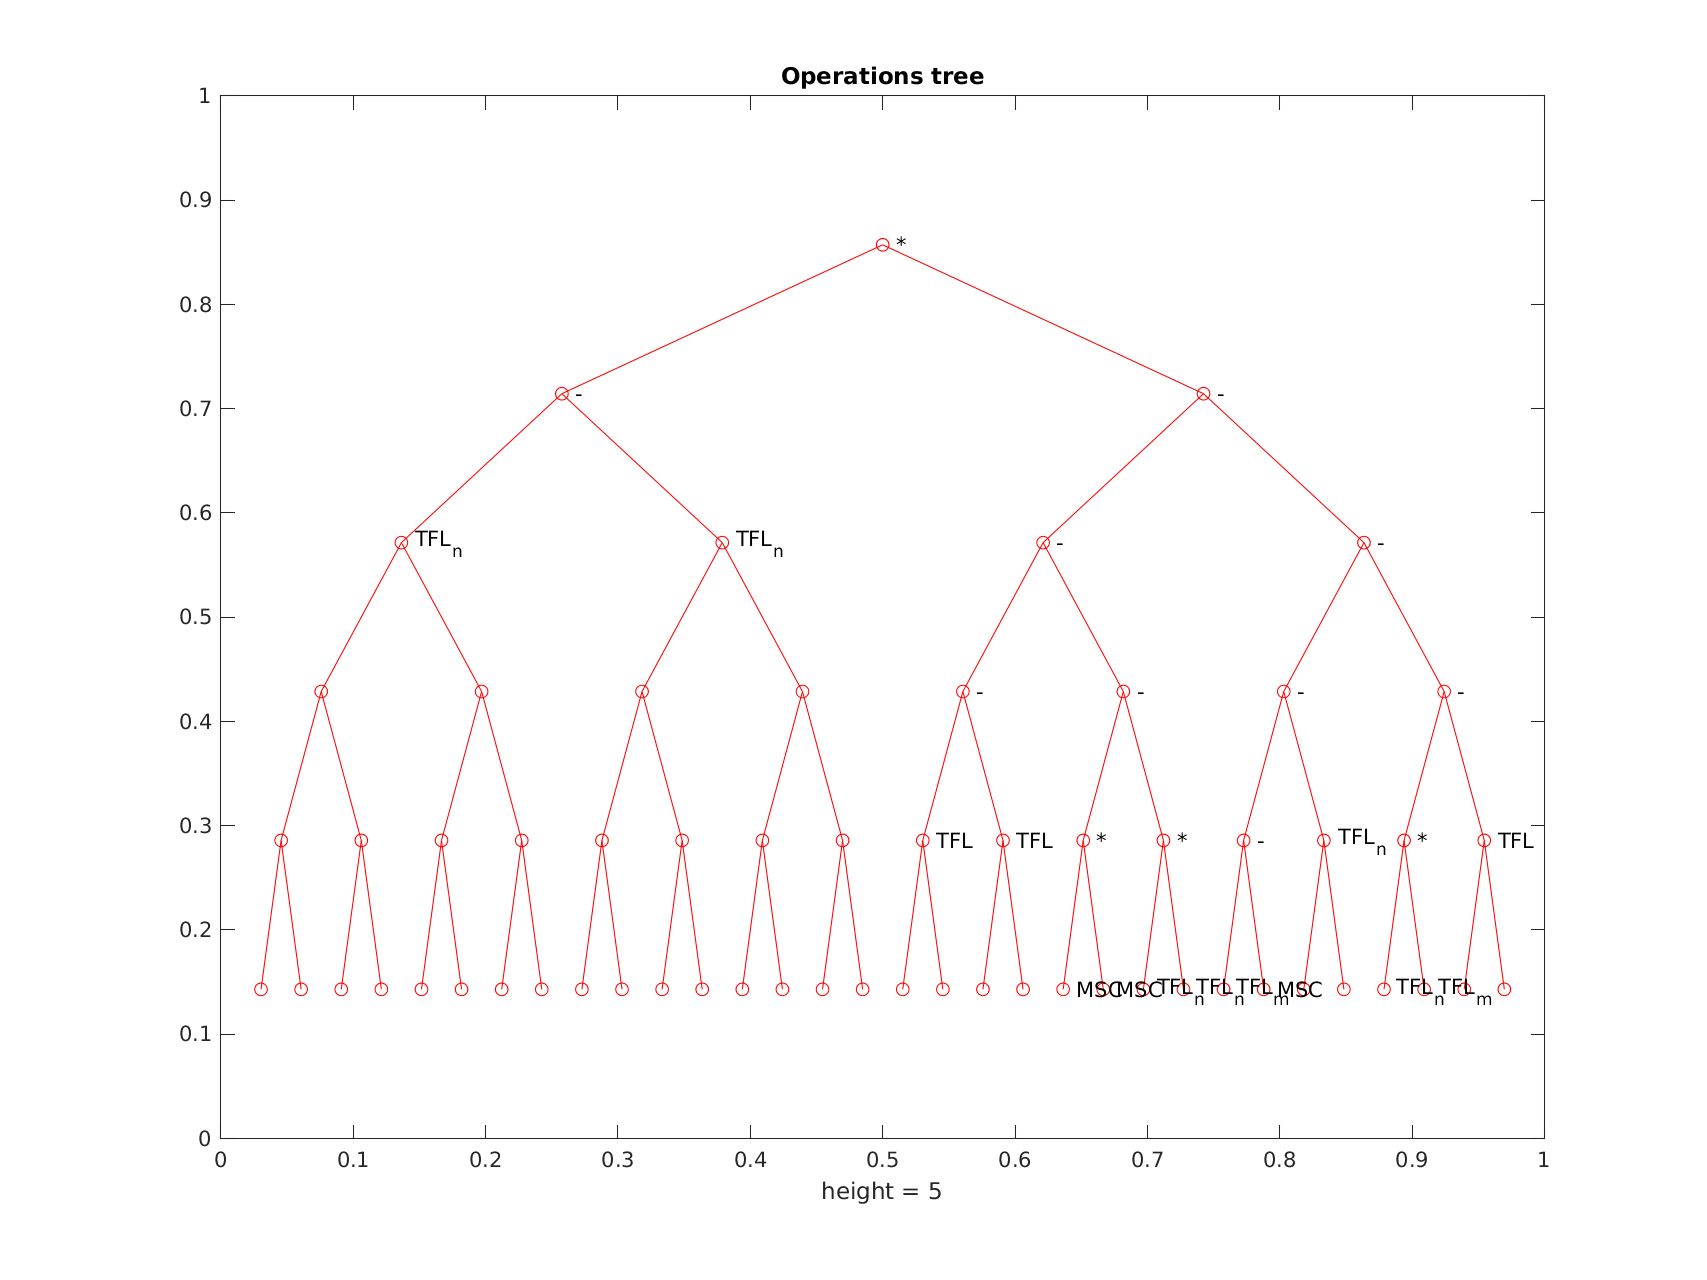 Operations tree
1
0.9
*
0.8
- -
0.7
0.6
TFLn TFLn - -
0.5
- - - -
0.4
0.3
TFL TFL * * - TFLn * TFL
0.2
MSC MSC TFLn TFLn TFLm MSC TFLn TFLm
0.1
0
0 0.1 0.2 0.3 0.4 0.5 0.6 0.7 0.8 0.9 1
height = 5